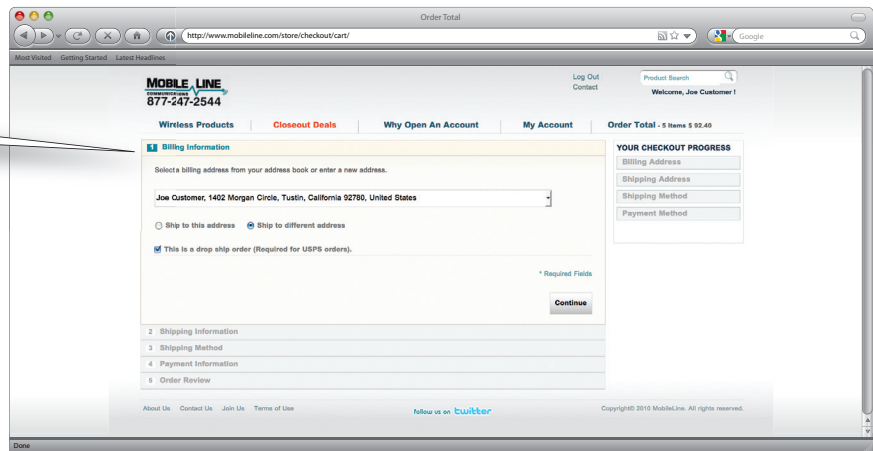 Order Total
http://www.mobileline.com/store/checkout/cart/
Google
Most Visited Getting Started Latest Headlines
MOBILE LINE
COMMUNICATIONS
877-247-2544
Log Out
Contact
Product Search
Welcome, Joe Customer !
Wireless Products Closeout Deals Why Open An Account My Account Order Total - 5 Items $ 92.40
1 Billing Information
Select a billing address from your address book or enter a new address.
Joe Customer, 1402 Morgan Circle, Tustin, California 92780, United States
Ship to this address Ship to different address
This is a drop ship order (Required for USPS orders).
* Required Fields
Continue
2 Shipping Information
3 Shipping Method
4 Payment Information
5 Order Review
YOUR CHECKOUT PROGRESS
Billing Address
Shipping Address
Shipping Method
Payment Method
About Us Contact Us Join Us Terms of Use
follow us on twitter
Copyright© 2010 MobileLine. All rights reserved.
Done